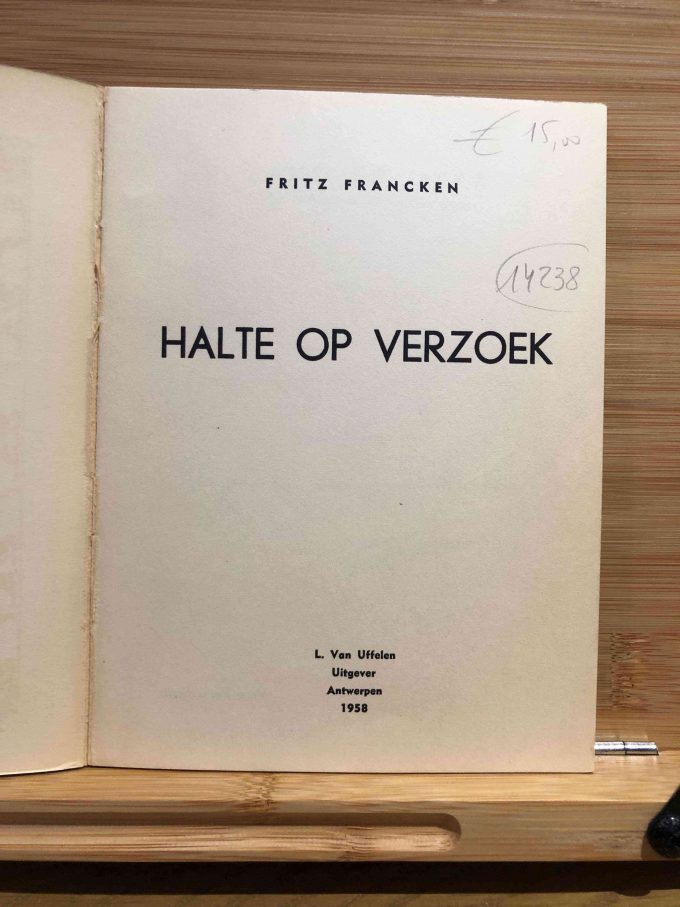 € 15,00
FRITZ FRANCKEN
14238
HALTE OP VERZOEK
L. Van Uffelen
Uitgever
Antwerpen
1958